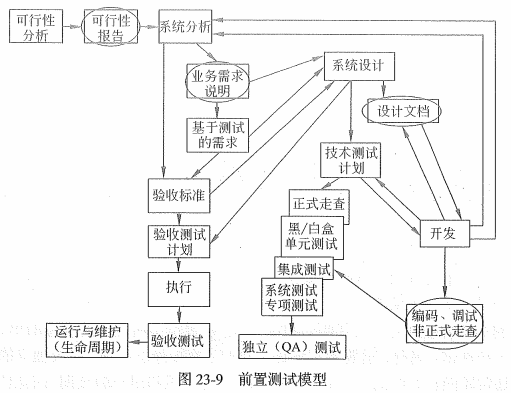 可行性
分析
可行性
报告
系统分析
业务需求
说明
系统设计
设计文档
基于测试
的需求
技术测试
计划
验收标准
正式走查
验收测试
计划
黑/白盒
单元测试
开发
集成测试
执行
系统测试
专项测试
编码、调试
非正式走查
运行与维护
(生命周期)
验收测试
独立(QA)测试
图 23-9 前置测试模型